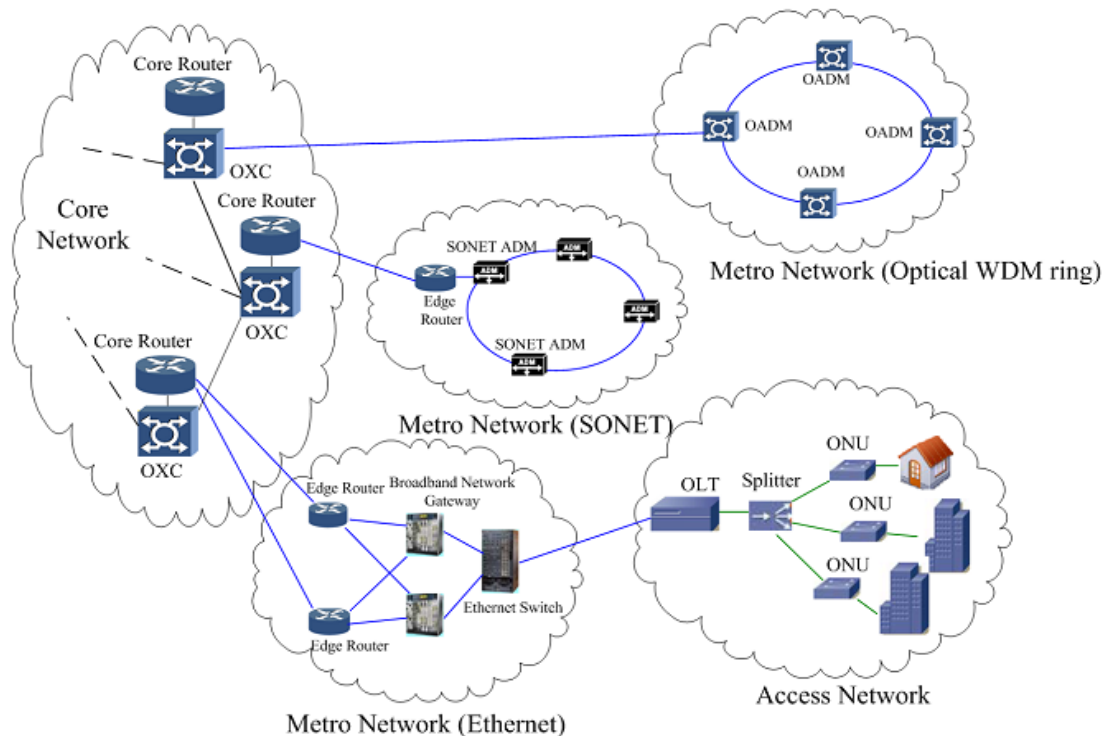 Core Router
OXC
Core Router
Core
Network
OXC
Core Router
OXC
OADM
OADM
OADM
OADM
Metro Network (Optical WDM ring)
SONET ADM
ADM
ADM
Edge
Router
ADM
SONET ADM
ADM
Metro Network (SONET)
Edge Router
Broadband Network
Gateway
Ethernet Switch
Edge Router
Metro Network (Ethernet)
OLT
Splitter
ONU
ONU
ONU
Access Network